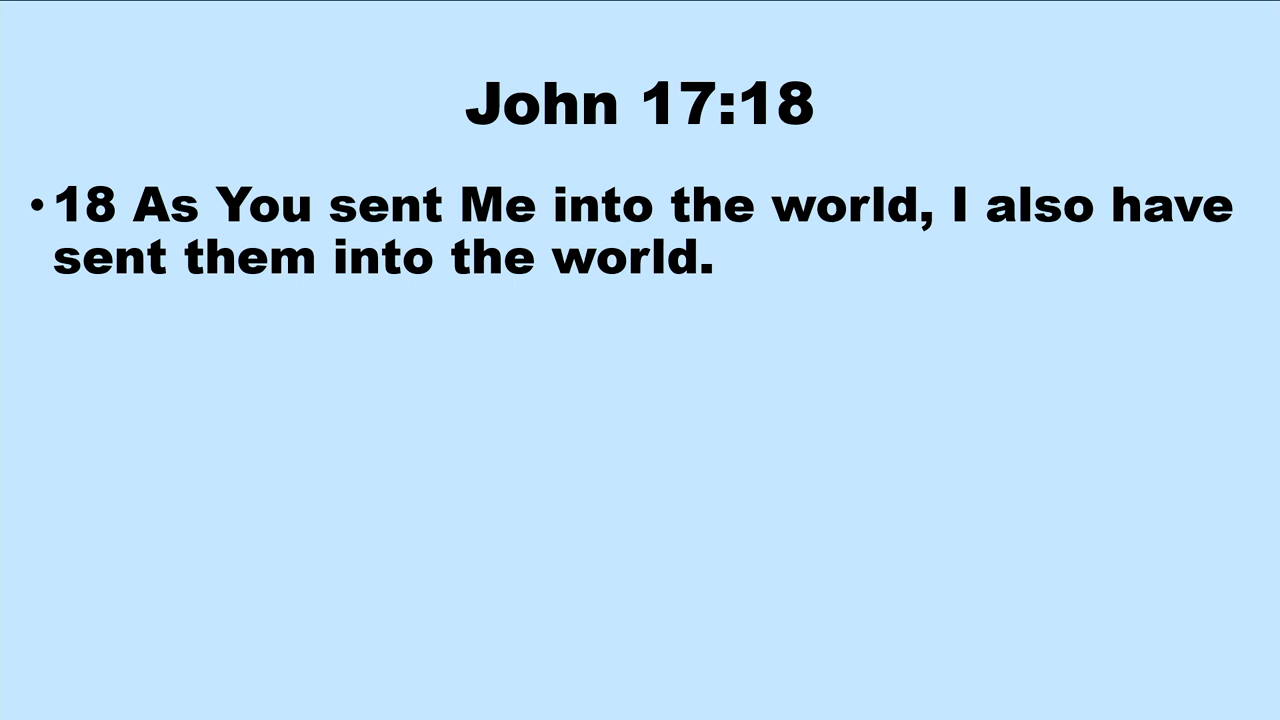 John 17:18
• 18 As You sent Me into the world, I also have
sent them into the world.